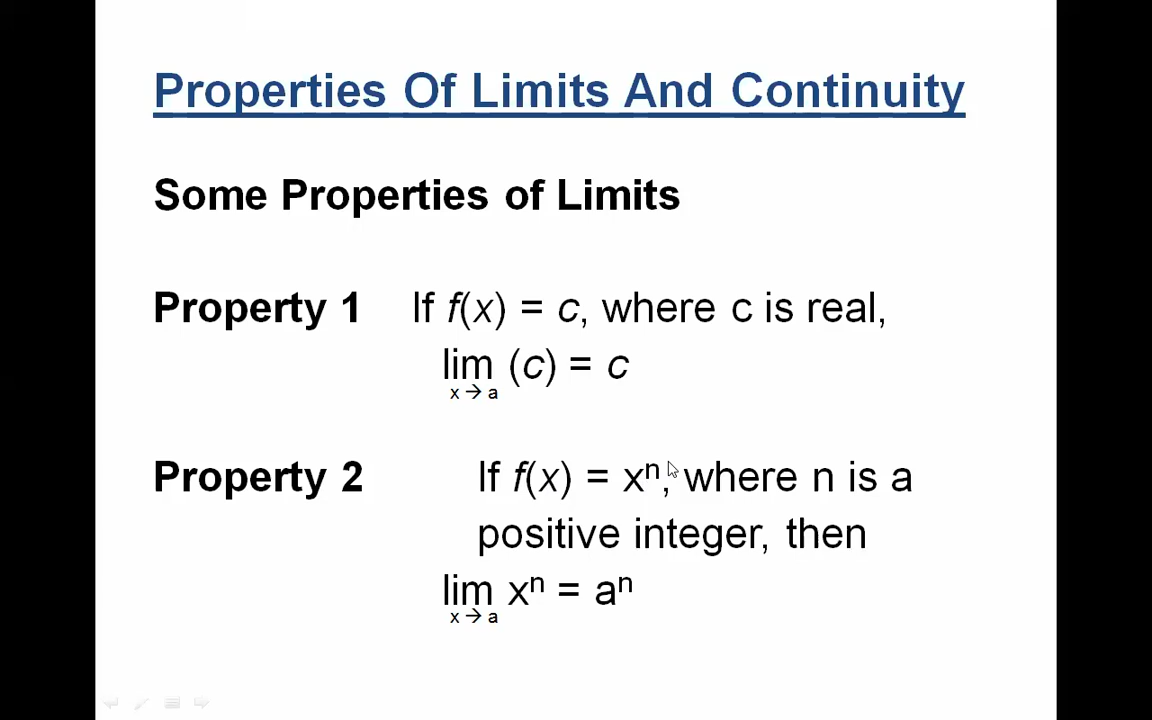 Properties Of Limits And Continuity
Some Properties of Limits
Property 1 If f(x) = c, where c is real,
lim (c) = c
x → a
Property 2 If f(x) = xⁿ, where n is a
positive integer, then
lim xⁿ = aⁿ
x → a